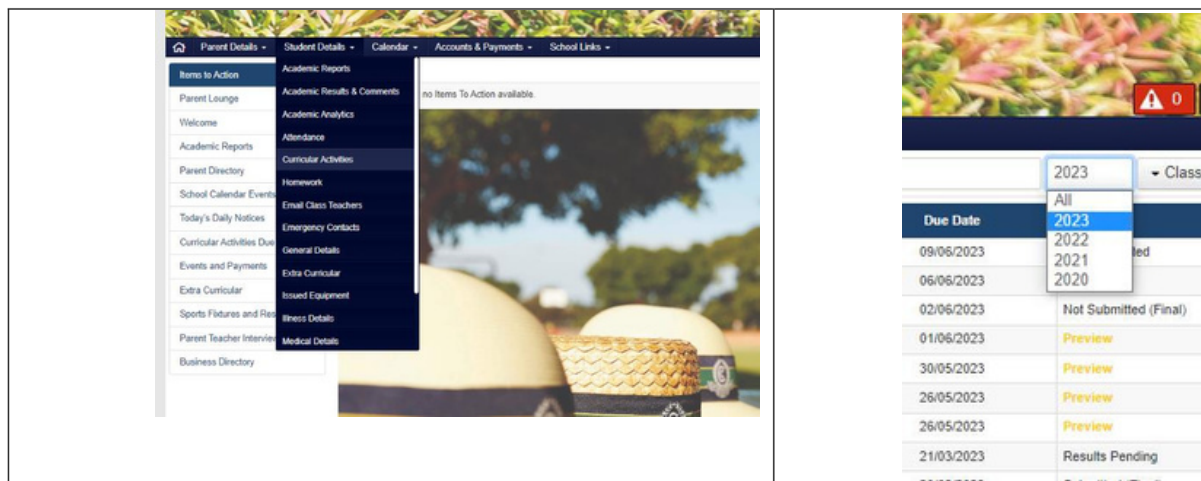 Parent Details Student Details Calendar Accounts & Payments School Links
Items to Action
Parent Lounge
Welcome
Academic Reports
Parent Directory
School Calendar Events
Today's Daily Notices
Curricular Activities Due
Events and Payments
Extra Curricular
Sports Fixtures and Res
Parent Teacher Interview
Business Directory
Academic Reports
Academic Results & Comments
Academic Analytics
Attendance
Curricular Activities
Homework
Email Class Teachers
Emergency Contacts
General Details
Extra Curricular
Issued Equipment
Illness Details
Medical Details
no Items To Action available.
0
2023 Class
All
2023
2022
2021
2020
Due Date
09/06/2023 led
06/06/2023
02/06/2023 Not Submitted (Final)
01/06/2023 Preview
30/05/2023 Preview
26/05/2023 Preview
26/05/2023 Preview
21/03/2023 Results Pending